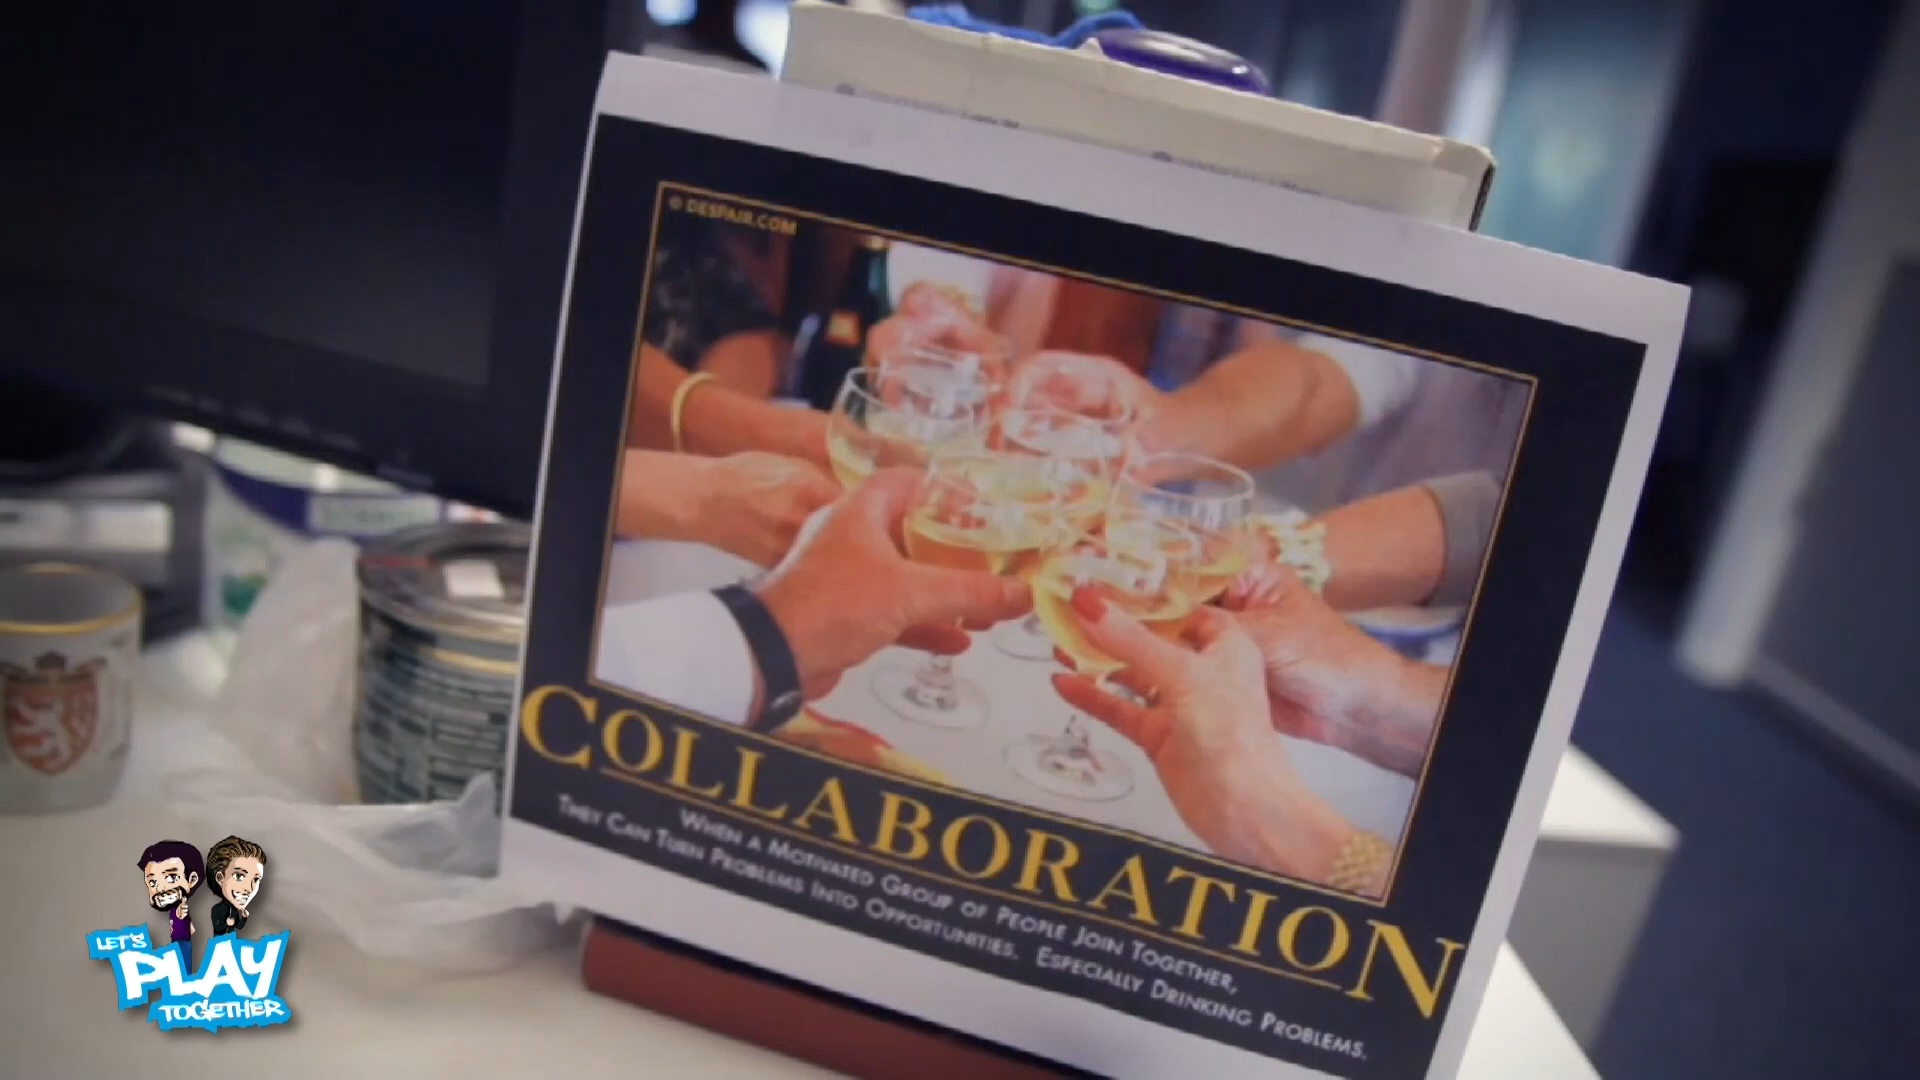 © DESPAIR.COM
COLLABORATION
WHEN A MOTIVATED GROUP OF PEOPLE JOIN TOGETHER,
THEY CAN TURN PROBLEMS INTO OPPORTUNITIES. ESPECIALLY DRINKING PROBLEMS.
LET'S
PLAY
TOGETHER